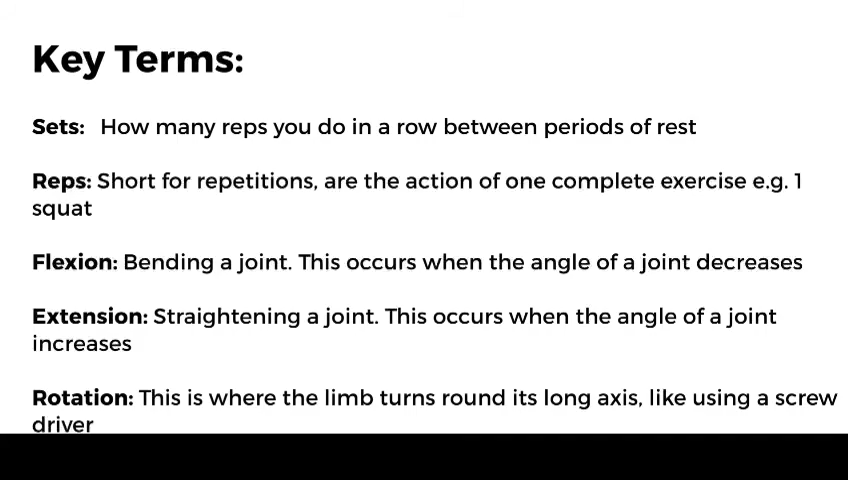 Key Terms:
Sets: How many reps you do in a row between periods of rest
Reps: Short for repetitions, are the action of one complete exercise e.g. 1
squat
Flexion: Bending a joint. This occurs when the angle of a joint decreases
Extension: Straightening a joint. This occurs when the angle of a joint
increases
Rotation: This is where the limb turns round its long axis, like using a screw
driver